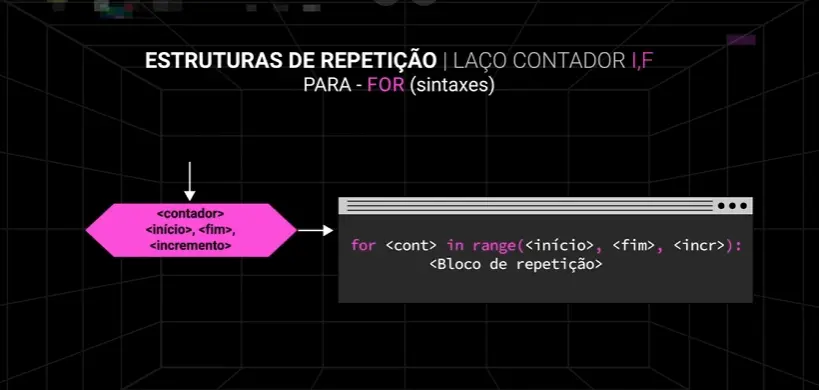 ESTRUTURAS DE REPETIÇÃO | LAÇO CONTADOR I,F
PARA - FOR (sintaxes)
<contador>
<início>, <fim>,
<incremento>
for <cont> in range(<início>, <fim>, <incr>):
<Bloco de repetição>